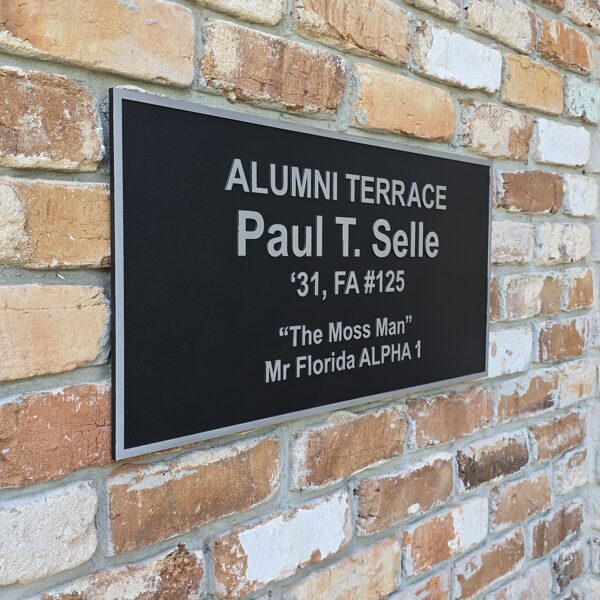 ALUMNI TERRACE
Paul T. Selle
‘31, FA #125
“The Moss Man”
Mr Florida ALPHA 1